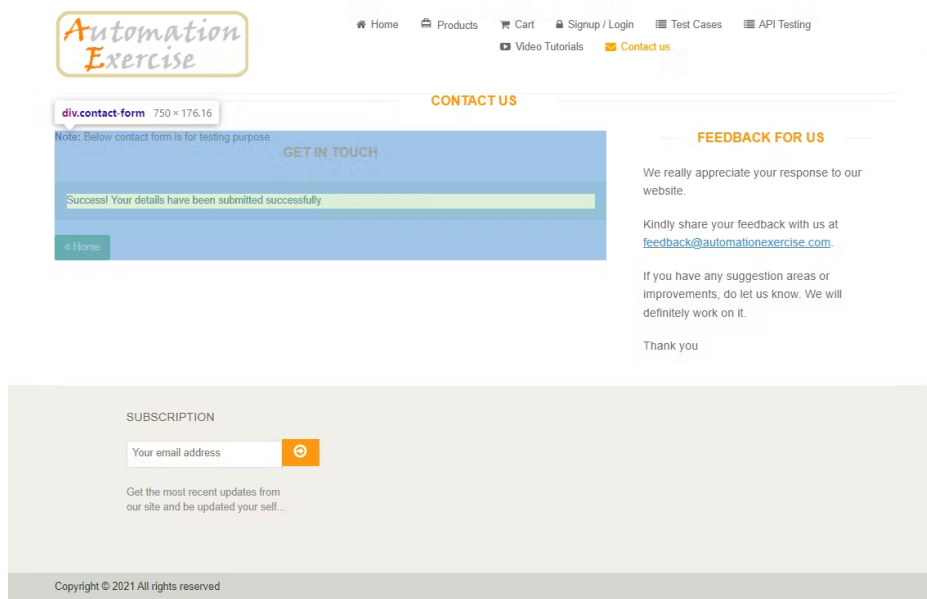 Automation
Exercise
Home Products Cart Signup / Login Test Cases API Testing
Video Tutorials Contact us
CONTACT US
div.contact-form 750 × 176.16
Note: Below contact form is for testing purpose
GET IN TOUCH
Success! Your details have been submitted successfully
« Home
FEEDBACK FOR US
We really appreciate your response to our
website.
Kindly share your feedback with us at
feedback@automationexercise.com.
If you have any suggestion areas or
improvements, do let us know. We will
definitely work on it.
Thank you
SUBSCRIPTION
Your email address
Get the most recent updates from
our site and be updated your self...
Copyright © 2021 All rights reserved